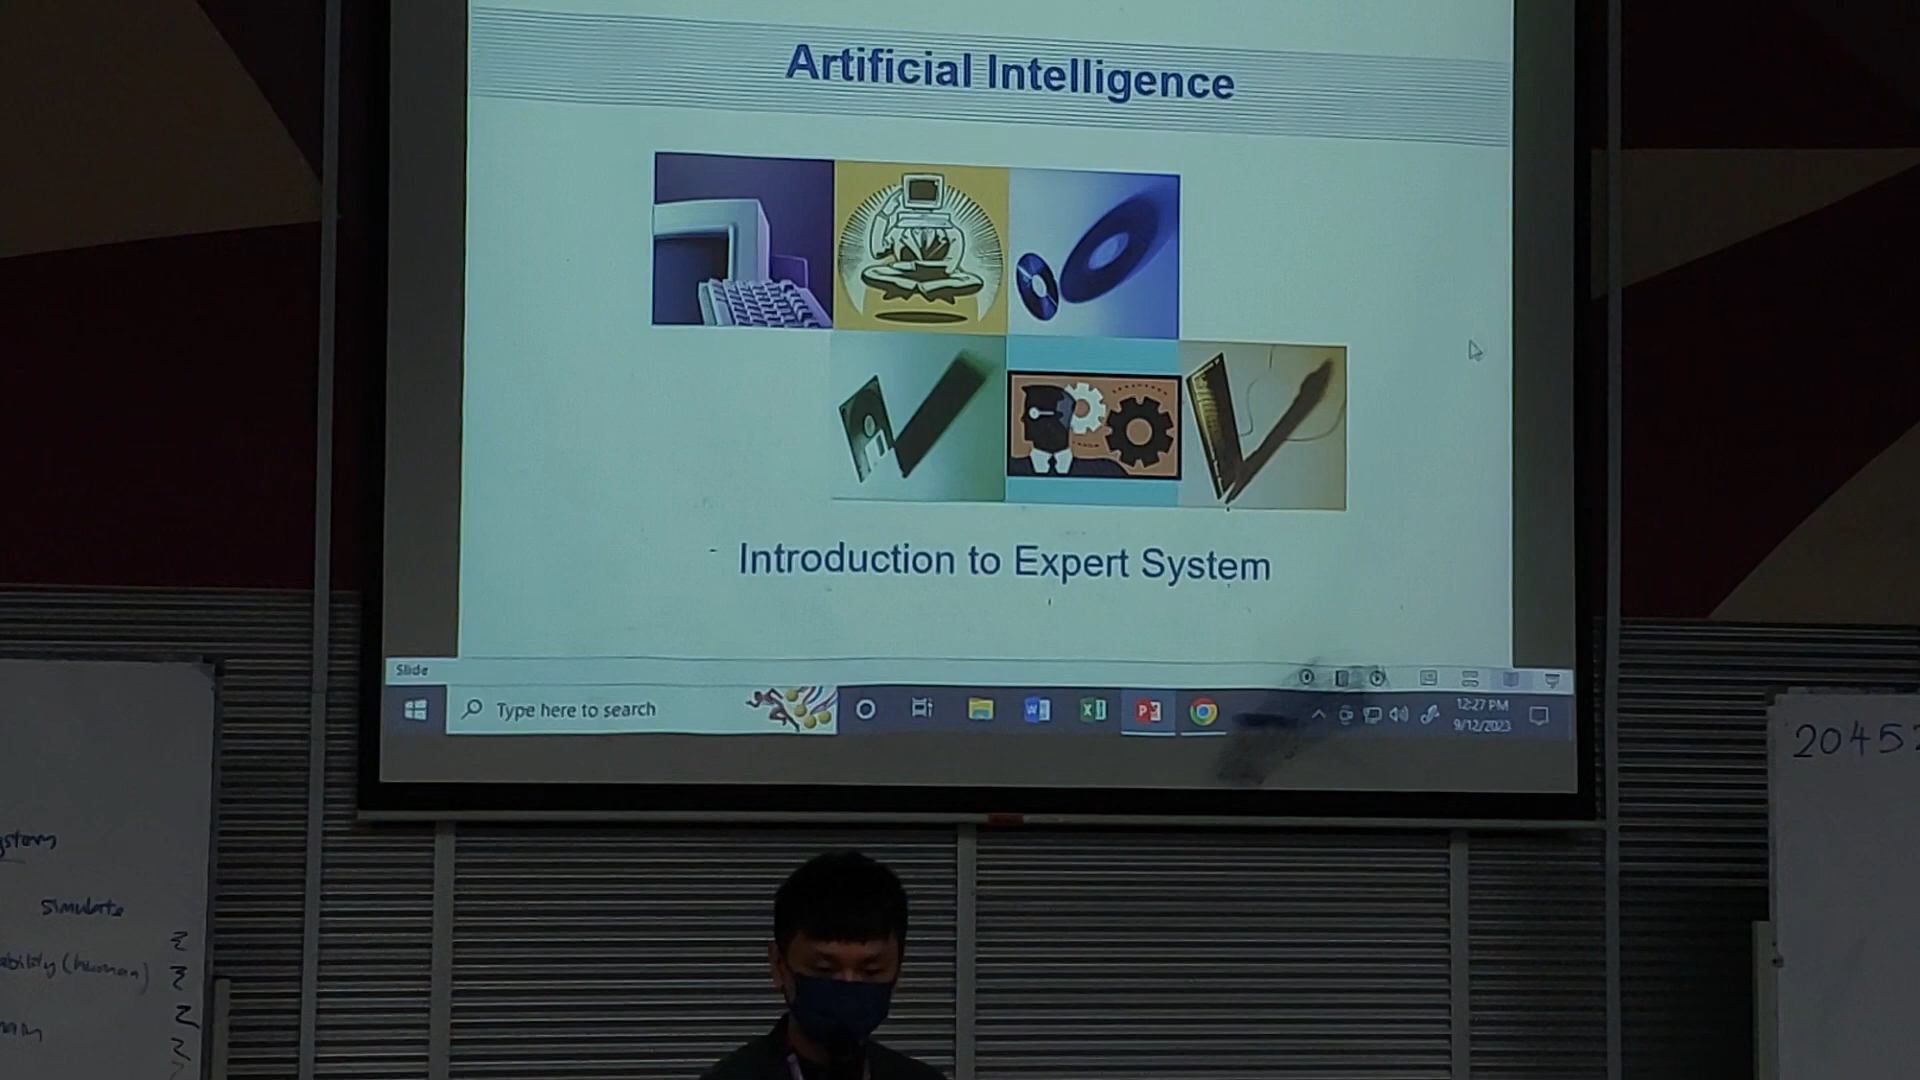 Artificial Intelligence
Introduction to Expert System
Slide
Type here to search
12:27 PM
9/12/2023
simulate
(human)
2045